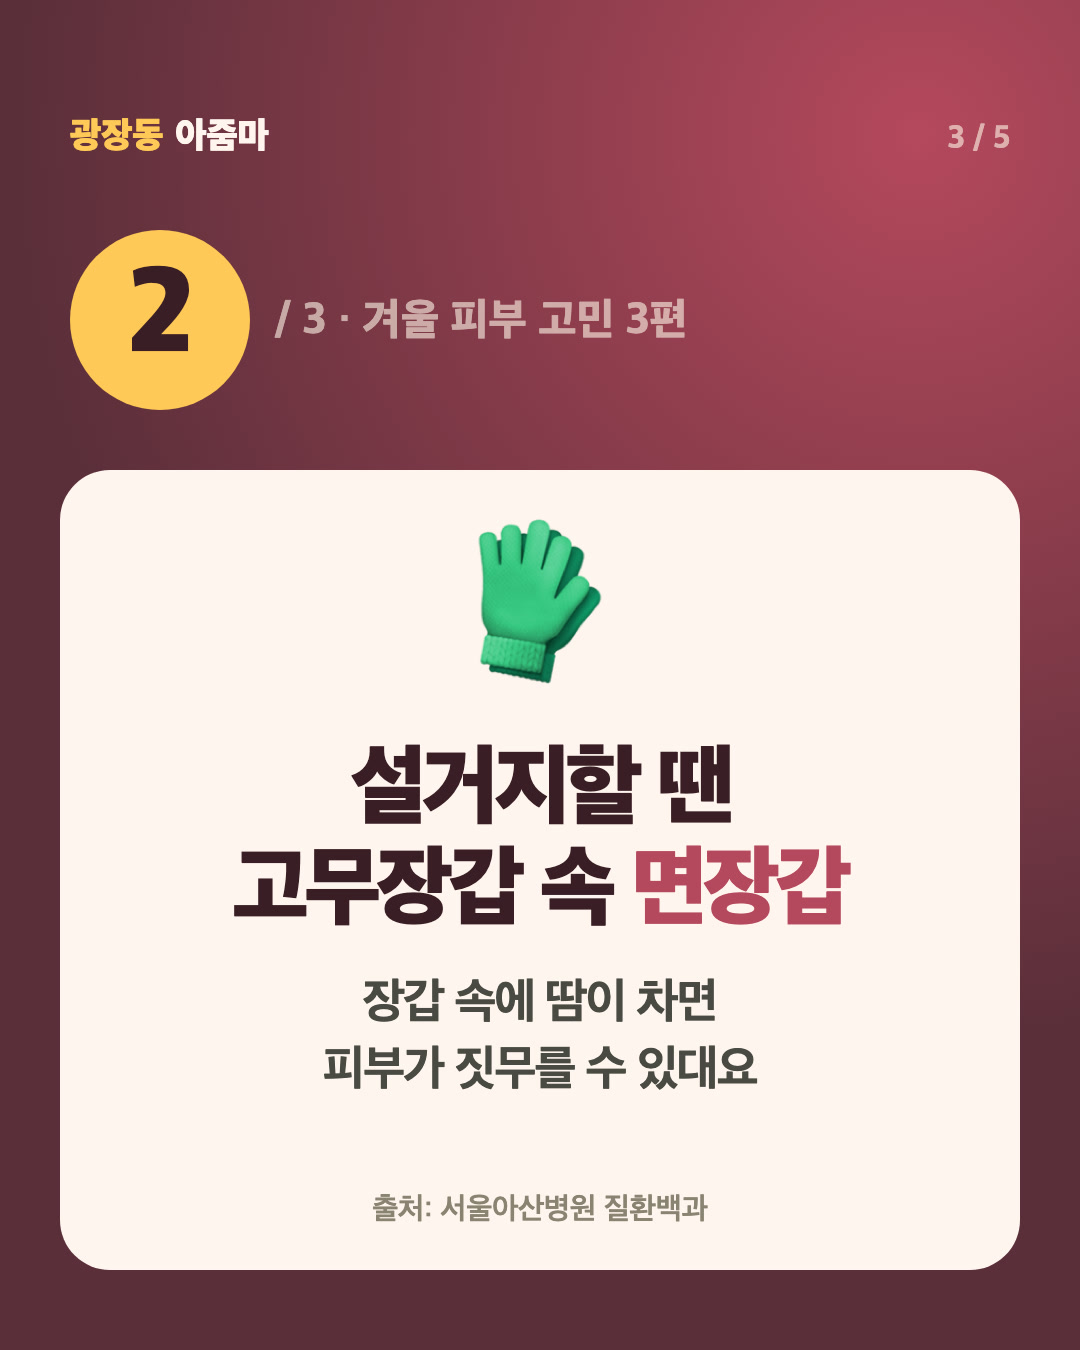 광장동 아줌마
3 / 5
2 / 3 · 겨울 피부 고민 3편
설거지할 땐
고무장갑 속 면장갑
장갑 속에 땀이 차면
피부가 짓무를 수 있대요
출처: 서울아산병원 질환백과